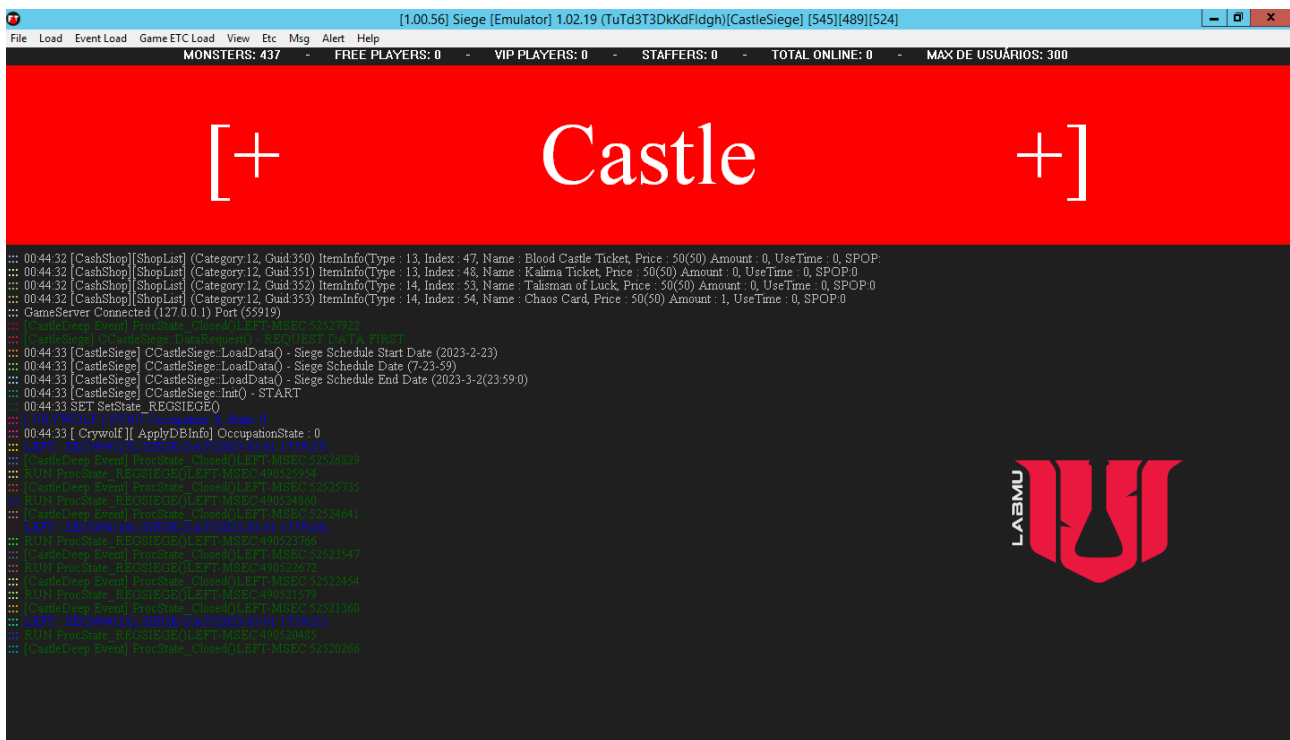 [1.00.56] Siege [Emulator] 1.02.19 (TuTd3T3DkKdFIdgh)[CastleSiege] [545][489][524]
File Load Event Load Game ETC Load View Etc Msg Alert Help
MONSTERS: 437 - FREE PLAYERS: 0 - VIP PLAYERS: 0 - STAFFERS: 0 - TOTAL ONLINE: 0 - MAX DE USUÁRIOS: 300
[+ Castle +]
::: 00:44:32 [CashShop][ShopList] (Category:12, Guid:350) ItemInfo(Type : 13, Index : 47, Name : Blood Castle Ticket, Price : 50(50) Amount : 0, UseTime : 0, SPOP:
::: 00:44:32 [CashShop][ShopList] (Category:12, Guid:351) ItemInfo(Type : 13, Index : 48, Name : Kalima Ticket, Price : 50(50) Amount : 0, UseTime : 0, SPOP:0
::: 00:44:32 [CashShop][ShopList] (Category:12, Guid:352) ItemInfo(Type : 14, Index : 53, Name : Talisman of Luck, Price : 50(50) Amount : 0, UseTime : 0, SPOP:0
::: 00:44:32 [CashShop][ShopList] (Category:12, Guid:353) ItemInfo(Type : 14, Index : 54, Name : Chaos Card, Price : 50(50) Amount : 1, UseTime : 0, SPOP:0
::: GameServer Connected (127.0.0.1) Port (55919)
::: [CastleDeep Event] ProcState_Closed()LEFT-MSEC:52527922
::: [CastleSiege] CCastleSiege::DataRequest() - REQUEST DATA FIRST
::: 00:44:33 [CastleSiege] CCastleSiege::LoadData() - Siege Schedule Start Date (2023-2-23)
::: 00:44:33 [CastleSiege] CCastleSiege::LoadData() - Siege Schedule Date (7-23-59)
::: 00:44:33 [CastleSiege] CCastleSiege::LoadData() - Siege Schedule End Date (2023-3-2(23:59:0)
::: 00:44:33 [CastleSiege] CCastleSiege::Init() - START
::: 00:44:33 SET SetState_REGSIEGE()
::: 00:44:33 [ Crywolf ][ ApplyDBInfo] OccupationState : 0
::: [CastleDeep Event] ProcState_Closed()LEFT-MSEC:52526829
::: RUN ProcState_REGSIEGE()LEFT-MSEC:490525954
::: [CastleDeep Event] ProcState_Closed()LEFT-MSEC:52525735
::: RUN ProcState_REGSIEGE()LEFT-MSEC:490524860
::: [CastleDeep Event] ProcState_Closed()LEFT-MSEC:52524641
::: RUN ProcState_REGSIEGE()LEFT-MSEC:490523766
::: [CastleDeep Event] ProcState_Closed()LEFT-MSEC:52523547
::: RUN ProcState_REGSIEGE()LEFT-MSEC:490522672
::: [CastleDeep Event] ProcState_Closed()LEFT-MSEC:52522454
::: RUN ProcState_REGSIEGE()LEFT-MSEC:490521579
::: [CastleDeep Event] ProcState_Closed()LEFT-MSEC:52521360
::: RUN ProcState_REGSIEGE()LEFT-MSEC:490520485
::: [CastleDeep Event] ProcState_Closed()LEFT-MSEC:52520266
LABMU